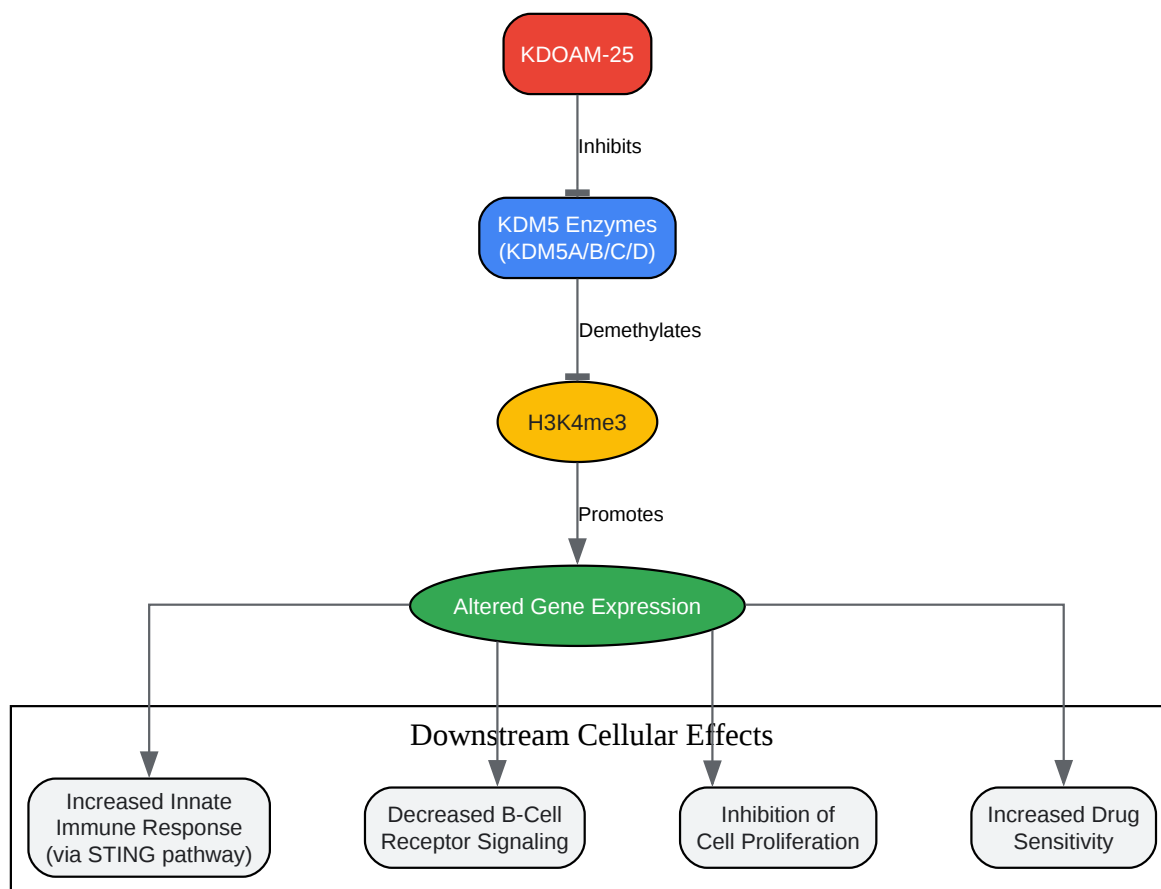 KDOAM-25
Inhibits
KDM5 Enzymes
(KDM5A/B/C/D)
Demethylates
H3K4me3
Promotes
Altered Gene Expression
Downstream Cellular Effects
Increased Innate
Immune Response
(via STING pathway)
Decreased B-Cell
Receptor Signaling
Inhibition of
Cell Proliferation
Increased Drug
Sensitivity